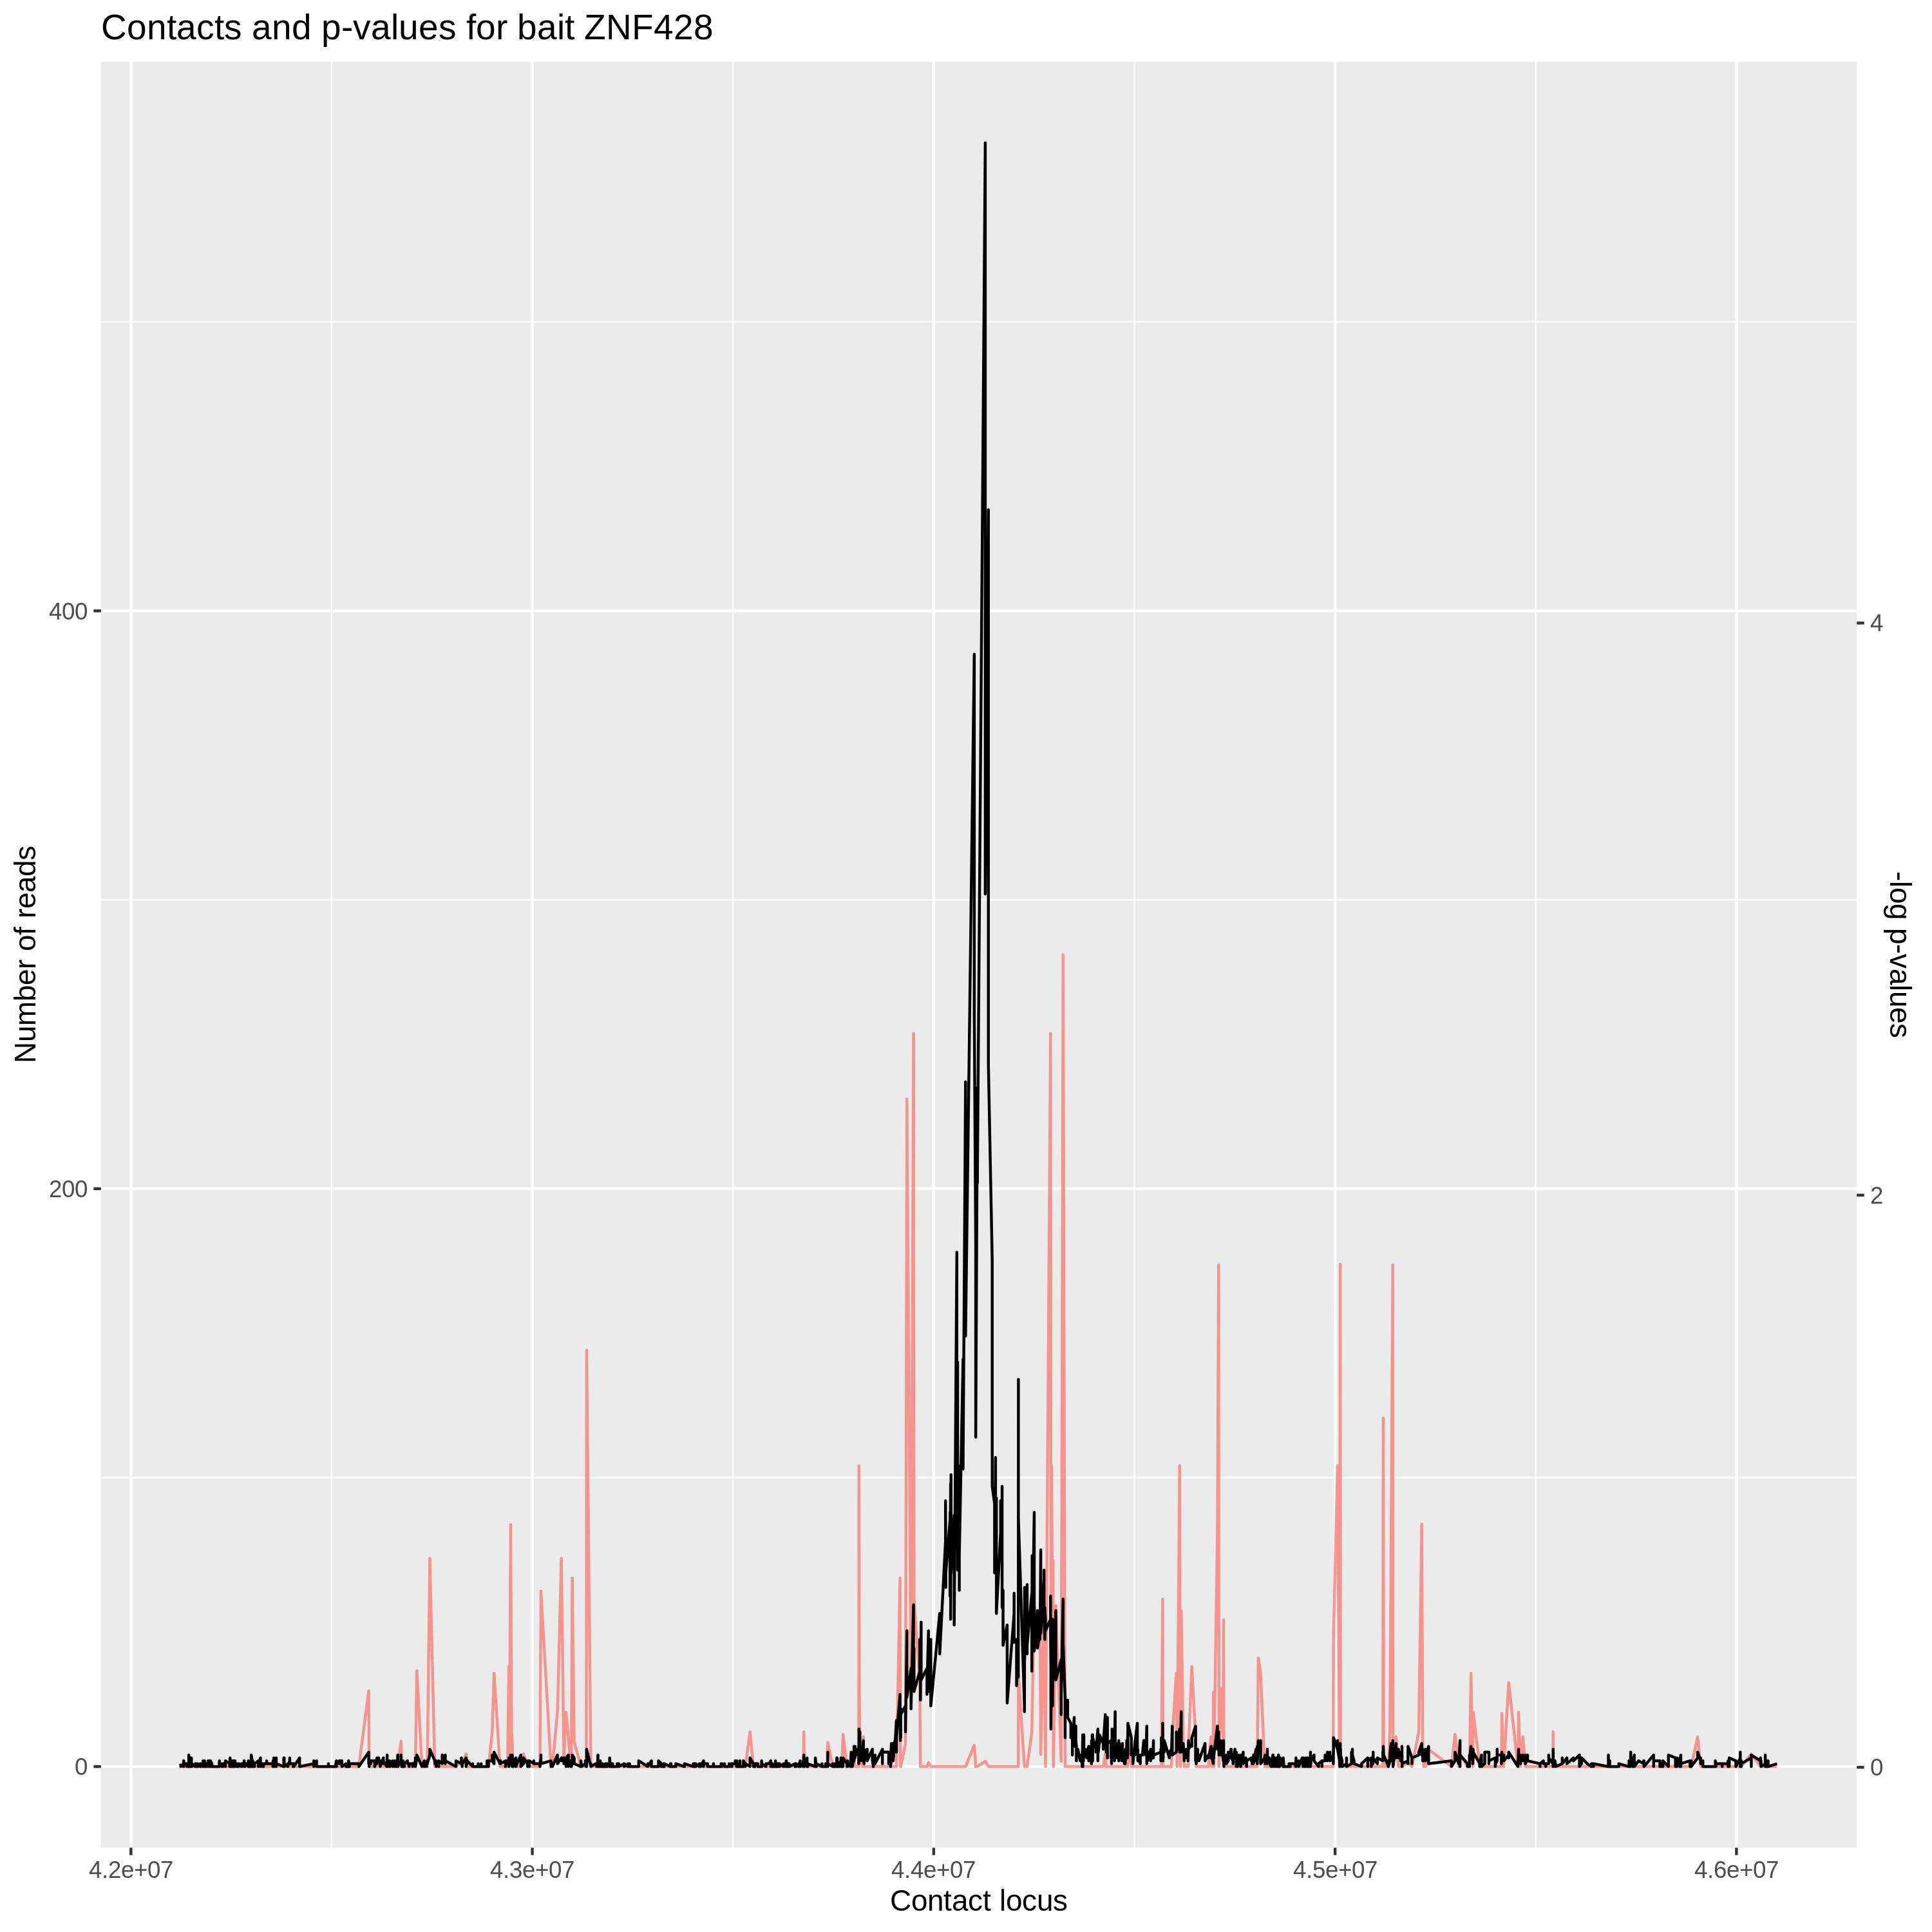 Contacts and p-values for bait ZNF428
Number of reads
400
200
0
4
2
0
-log p-values
4.2e+07 4.3e+07 4.4e+07 4.5e+07 4.6e+07
Contact locus